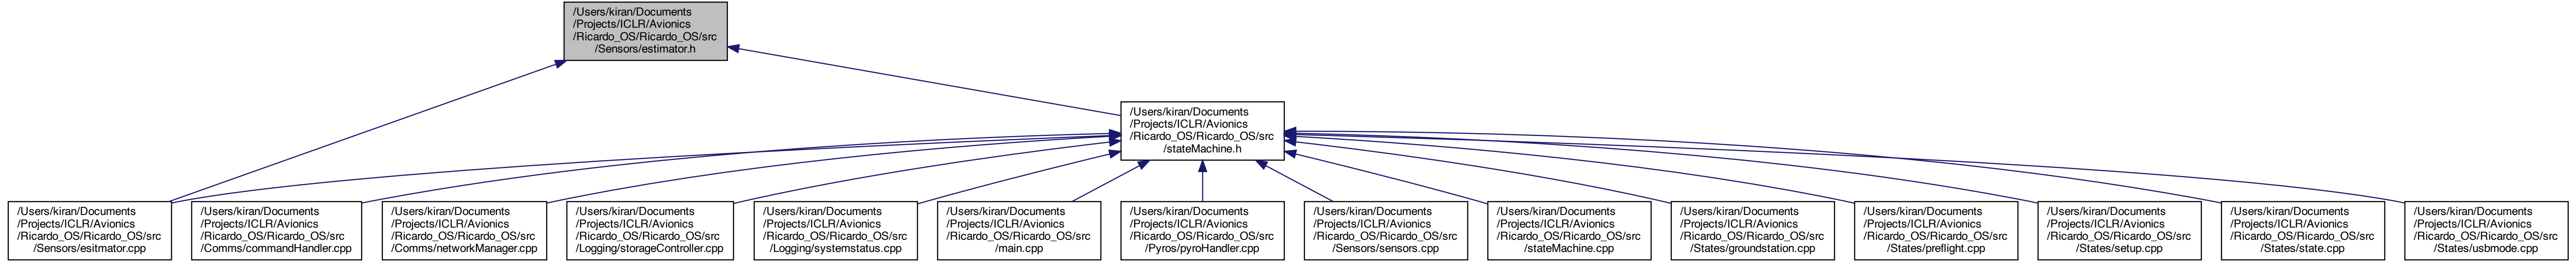 /Users/kiran/Documents
/Projects/ICLR/Avionics
/Ricardo_OS/Ricardo_OS/src
/Sensors/estimator.h
/Users/kiran/Documents
/Projects/ICLR/Avionics
/Ricardo_OS/Ricardo_OS/src
/stateMachine.h
/Users/kiran/Documents
/Projects/ICLR/Avionics
/Ricardo_OS/Ricardo_OS/src
/Sensors/esitmator.cpp
/Users/kiran/Documents
/Projects/ICLR/Avionics
/Ricardo_OS/Ricardo_OS/src
/Comms/commandHandler.cpp
/Users/kiran/Documents
/Projects/ICLR/Avionics
/Ricardo_OS/Ricardo_OS/src
/Comms/networkManager.cpp
/Users/kiran/Documents
/Projects/ICLR/Avionics
/Ricardo_OS/Ricardo_OS/src
/Logging/storageController.cpp
/Users/kiran/Documents
/Projects/ICLR/Avionics
/Ricardo_OS/Ricardo_OS/src
/Logging/systemstatus.cpp
/Users/kiran/Documents
/Projects/ICLR/Avionics
/Ricardo_OS/Ricardo_OS/src
/main.cpp
/Users/kiran/Documents
/Projects/ICLR/Avionics
/Ricardo_OS/Ricardo_OS/src
/Pyros/pyroHandler.cpp
/Users/kiran/Documents
/Projects/ICLR/Avionics
/Ricardo_OS/Ricardo_OS/src
/Sensors/sensors.cpp
/Users/kiran/Documents
/Projects/ICLR/Avionics
/Ricardo_OS/Ricardo_OS/src
/stateMachine.cpp
/Users/kiran/Documents
/Projects/ICLR/Avionics
/Ricardo_OS/Ricardo_OS/src
/States/groundstation.cpp
/Users/kiran/Documents
/Projects/ICLR/Avionics
/Ricardo_OS/Ricardo_OS/src
/States/preflight.cpp
/Users/kiran/Documents
/Projects/ICLR/Avionics
/Ricardo_OS/Ricardo_OS/src
/States/setup.cpp
/Users/kiran/Documents
/Projects/ICLR/Avionics
/Ricardo_OS/Ricardo_OS/src
/States/state.cpp
/Users/kiran/Documents
/Projects/ICLR/Avionics
/Ricardo_OS/Ricardo_OS/src
/States/usbmode.cpp